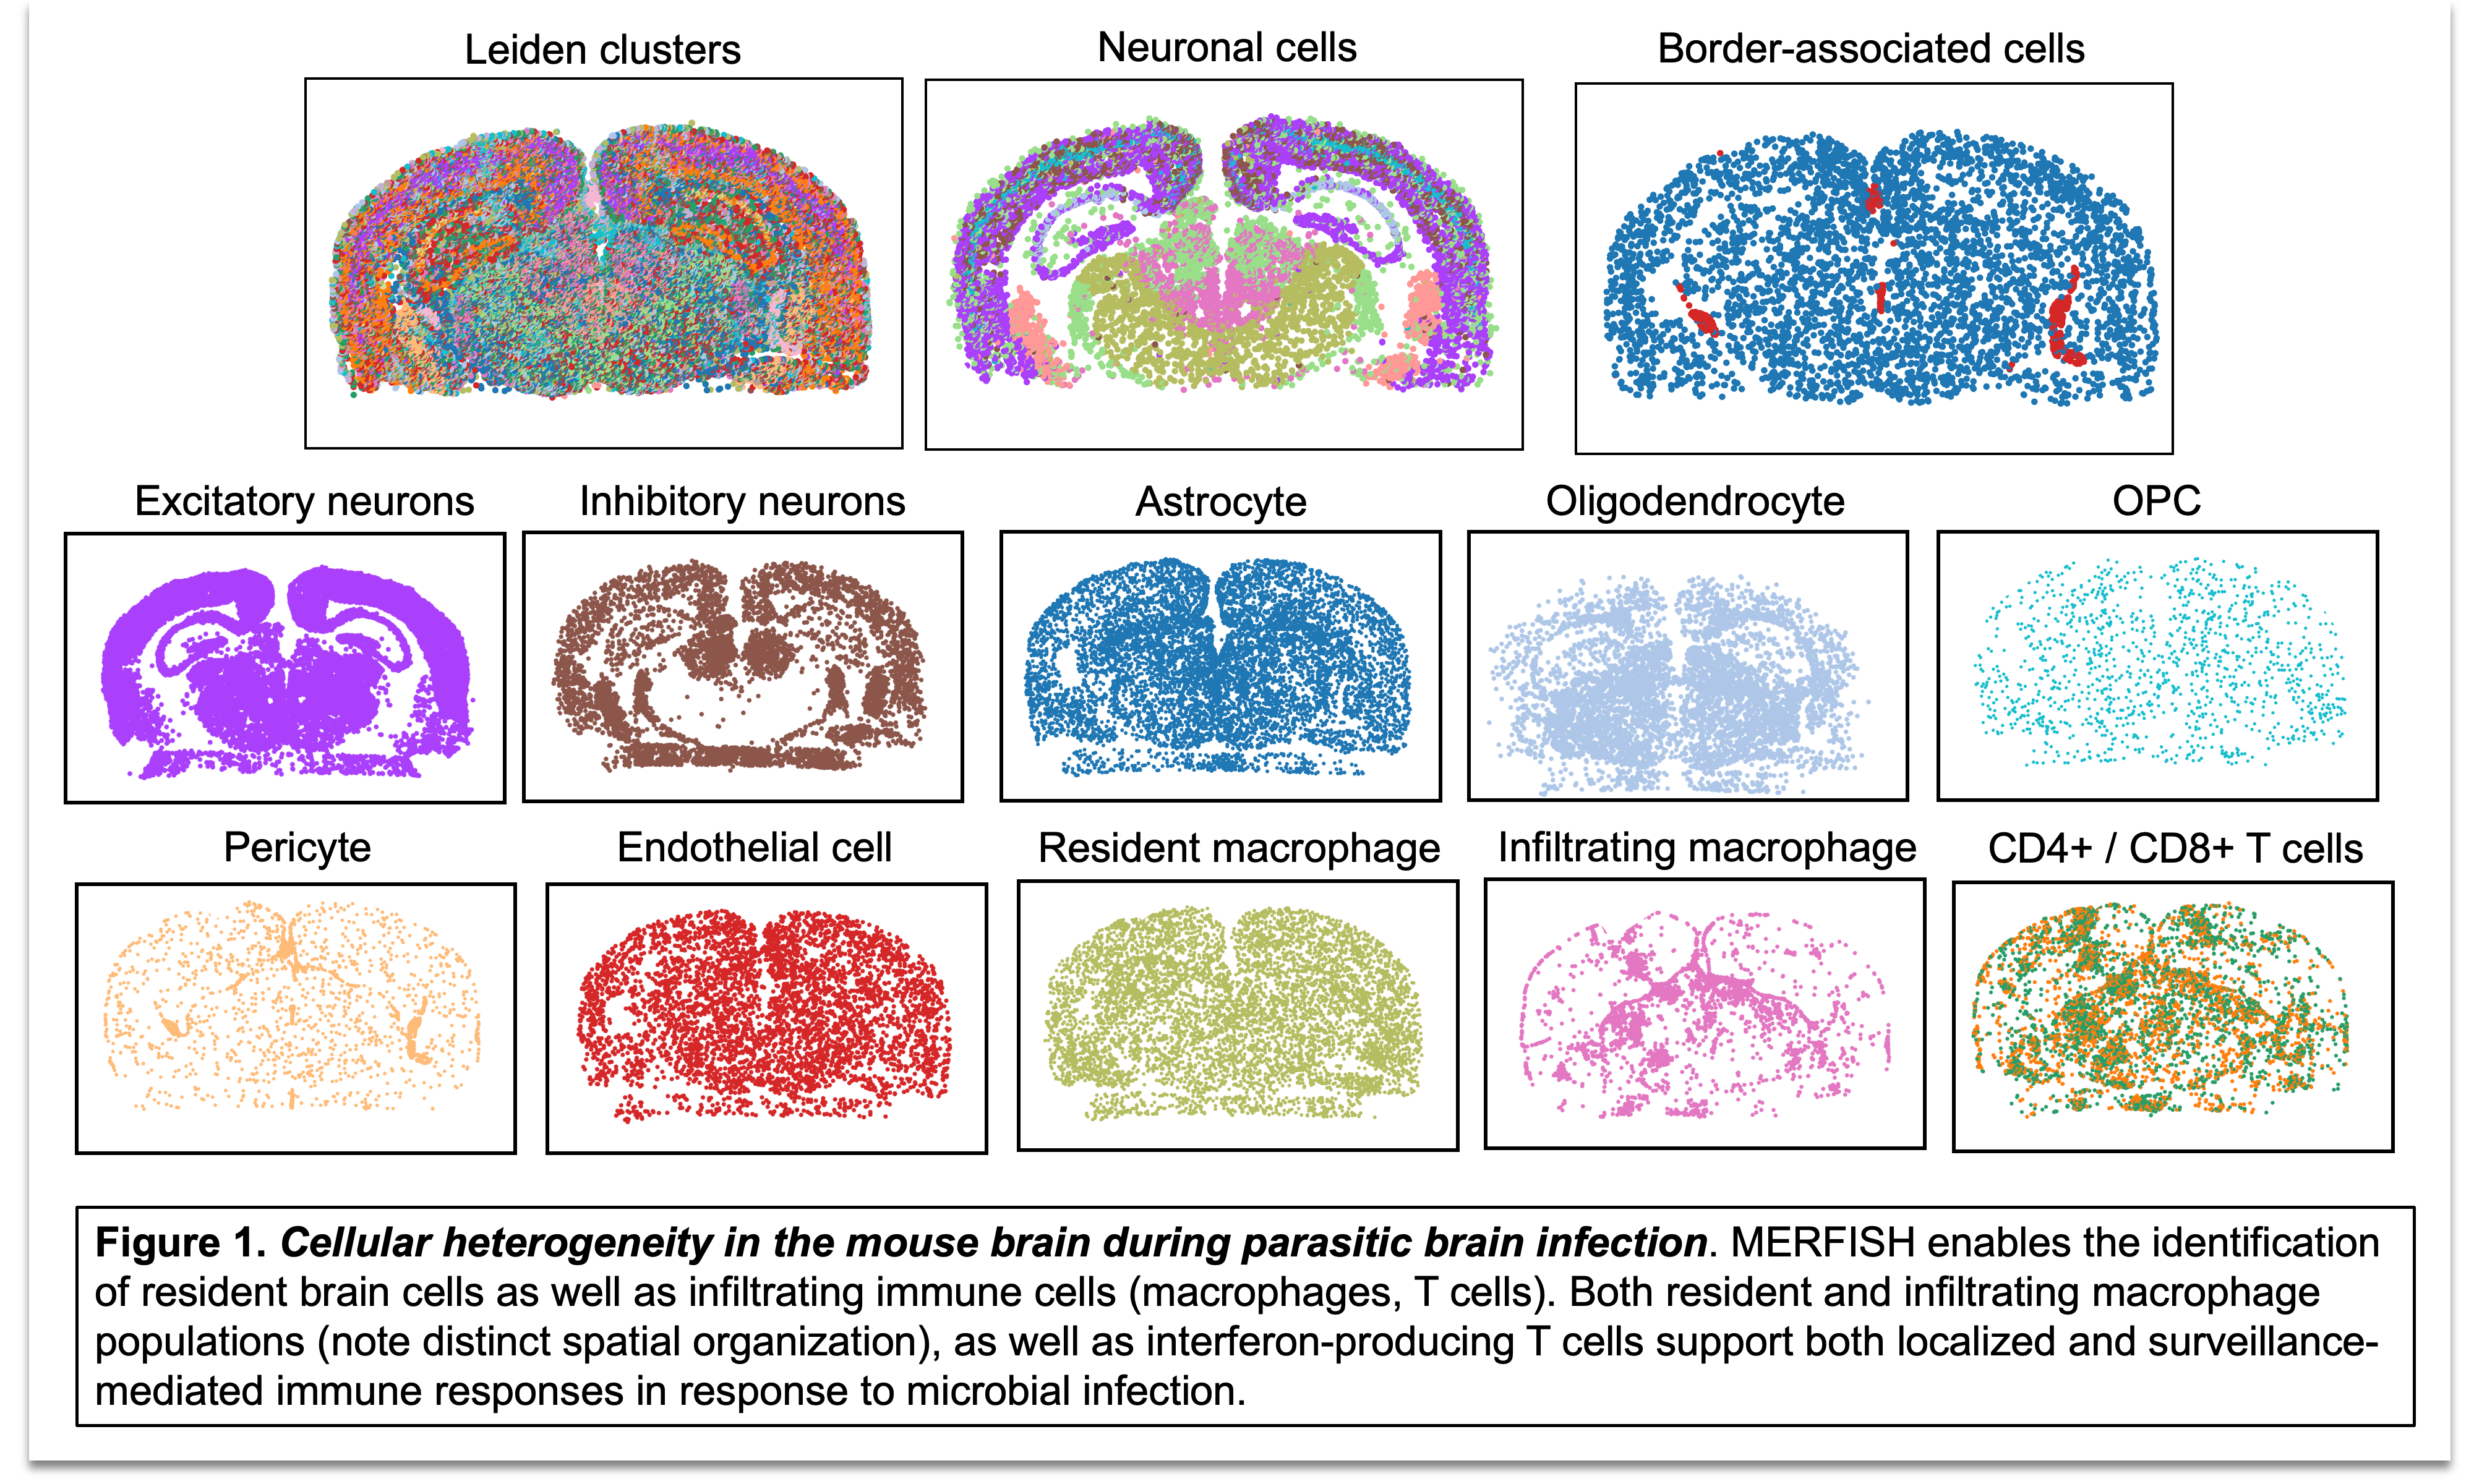 Leiden clusters
Neuronal cells
Border-associated cells
Excitatory neurons
Inhibitory neurons
Astrocyte
Oligodendrocyte
OPC
Pericyte
Endothelial cell
Resident macrophage
Infiltrating macrophage
CD4+ / CD8+ T cells
Figure 1. Cellular heterogeneity in the mouse brain during parasitic brain infection. MERFISH enables the identification
of resident brain cells as well as infiltrating immune cells (macrophages, T cells). Both resident and infiltrating macrophage
populations (note distinct spatial organization), as well as interferon-producing T cells support both localized and surveillance-
mediated immune responses in response to microbial infection.